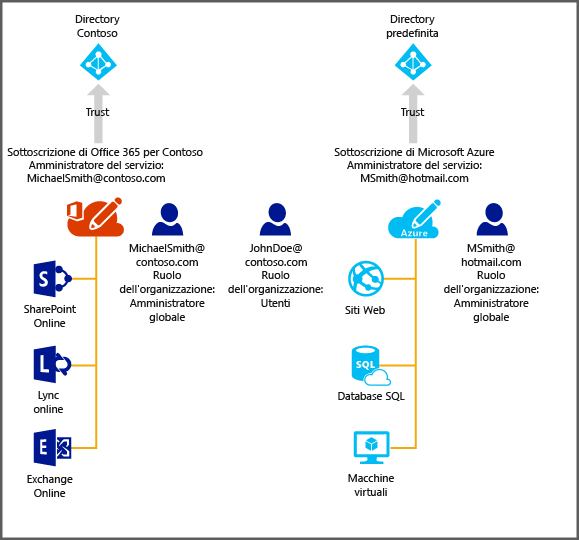 Directory
Contoso
Trust
Sottoscrizione di Office 365 per Contoso
Amministratore del servizio:
MichaelSmith@contoso.com
MichaelSmith@
contoso.com
Ruolo
dell'organizzazione:
Amministratore
globale
JohnDoe@
contoso.com
Ruolo
dell'organizzazione:
Utenti
S
SharePoint
Online
L
Lync
online
E
Exchange
Online
Directory
predefinita
Trust
Sottoscrizione di Microsoft Azure
Amministratore del servizio:
MSmith@hotmail.com
Azure
MSmith@
hotmail.com
Ruolo
dell'organizzazione:
Amministratore
globale
Siti Web
SQL
Database SQL
Macchine
virtuali